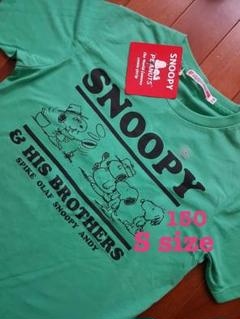 SNOOPY
PEANUTS
SNOOPY
& HIS BROTHERS
SPIKE OLAF SNOOPY ANDY
150
S size